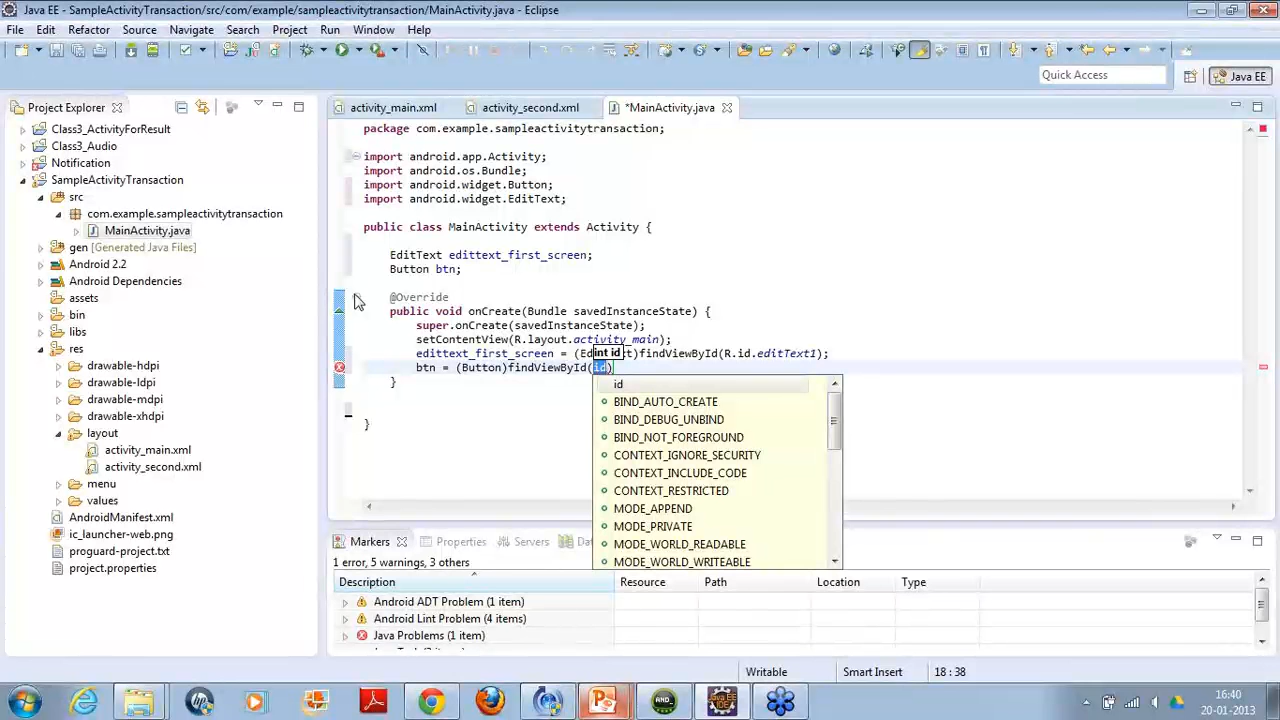 Java EE - SampleActivityTransaction/src/com/example/sampleactivitytransaction/MainActivity.java - Eclipse
File Edit Refactor Source Navigate Search Project Run Window Help
Quick Access
Java EE
Project Explorer
activity_main.xml
activity_second.xml
*MainActivity.java
Class3_ActivityForResult
Class3_Audio
Notification
SampleActivityTransaction
src
com.example.sampleactivitytransaction
MainActivity.java
gen [Generated Java Files]
Android 2.2
Android Dependencies
assets
bin
libs
res
drawable-hdpi
drawable-ldpi
drawable-mdpi
drawable-xhdpi
layout
activity_main.xml
activity_second.xml
menu
values
AndroidManifest.xml
ic_launcher-web.png
proguard-project.txt
project.properties
package com.example.sampleactivitytransaction;
import android.app.Activity;
import android.os.Bundle;
import android.widget.Button;
import android.widget.EditText;
public class MainActivity extends Activity {
EditText edittext_first_screen;
Button btn;
@Override
public void onCreate(Bundle savedInstanceState) {
super.onCreate(savedInstanceState);
setContentView(R.layout.activity_main);
int id
edittext_first_screen = (Ed t)findViewById(R.id.editText1);
btn = (Button)findViewById(id)
}
}
id
BIND_AUTO_CREATE
BIND_DEBUG_UNBIND
BIND_NOT_FOREGROUND
CONTEXT_IGNORE_SECURITY
CONTEXT_INCLUDE_CODE
CONTEXT_RESTRICTED
MODE_APPEND
MODE_PRIVATE
MODE_WORLD_READABLE
MODE_WORLD_WRITEABLE
Markers
Properties
Servers
Da
1 error, 5 warnings, 3 others
Description Resource Path Location Type
Android ADT Problem (1 item)
Android Lint Problem (4 items)
Java Problems (1 item)
Writable Smart Insert 18 : 38
16:40
20-01-2013